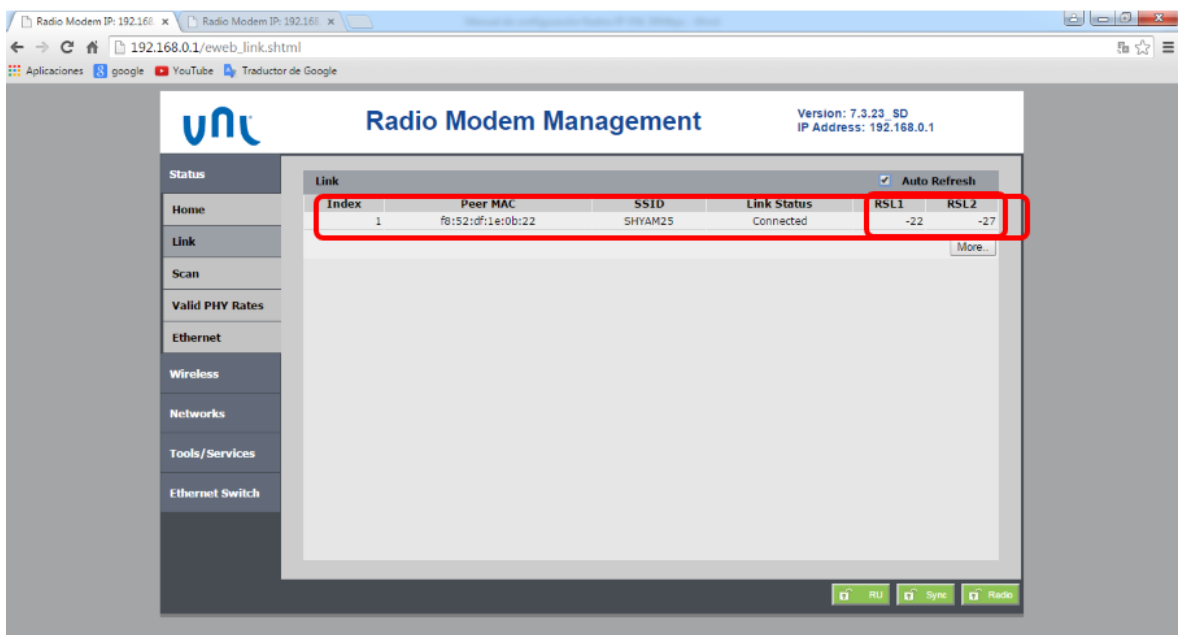 Radio Modem IP: 192.168. Radio Modem IP: 192.168.
192.168.0.1/eweb_link.shtml
Aplicaciones google YouTube Traductor de Google
vnl Radio Modem Management
Version: 7.3.23_SD
IP Address: 192.168.0.1
Status
Home
Link
Scan
Valid PHY Rates
Ethernet
Wireless
Networks
Tools/Services
Ethernet Switch
Link Auto Refresh
Index Peer MAC SSID Link Status RSL1 RSL2
1 f8:52:df:1e:0b:22 SHYAM25 Connected -22 -27
More..
RU Sync Radio